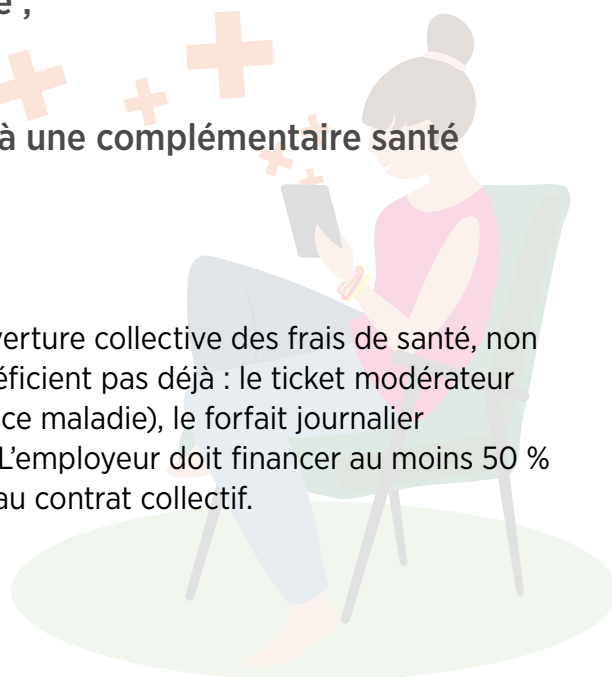 e ;
à une complémentaire santé
verture collective des frais de santé, non
éficient pas déjà : le ticket modérateur
ce maladie), le forfait journalier
L’employeur doit financer au moins 50 %
au contrat collectif.